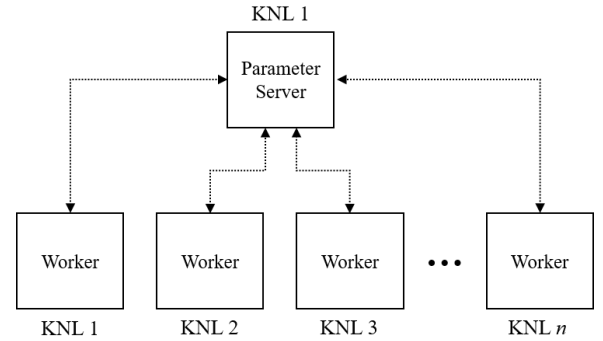 KNL 1
Parameter
Server
Worker
Worker
Worker
Worker
KNL 1
KNL 2
KNL 3
KNL n